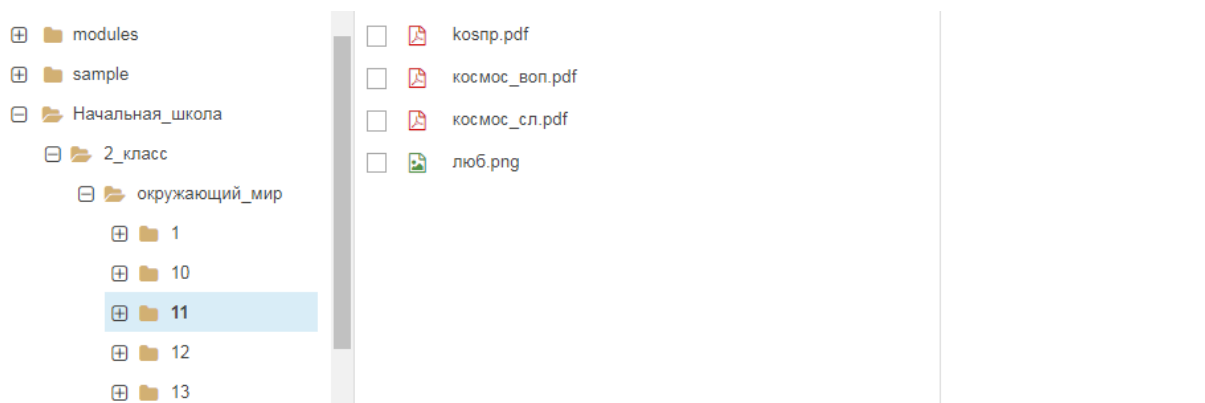 modules
sample
Начальная_школа
2_класс
окружающий_мир
1
10
11
12
13
kosпр.pdf
космос_воп.pdf
космос_сл.pdf
люб.png